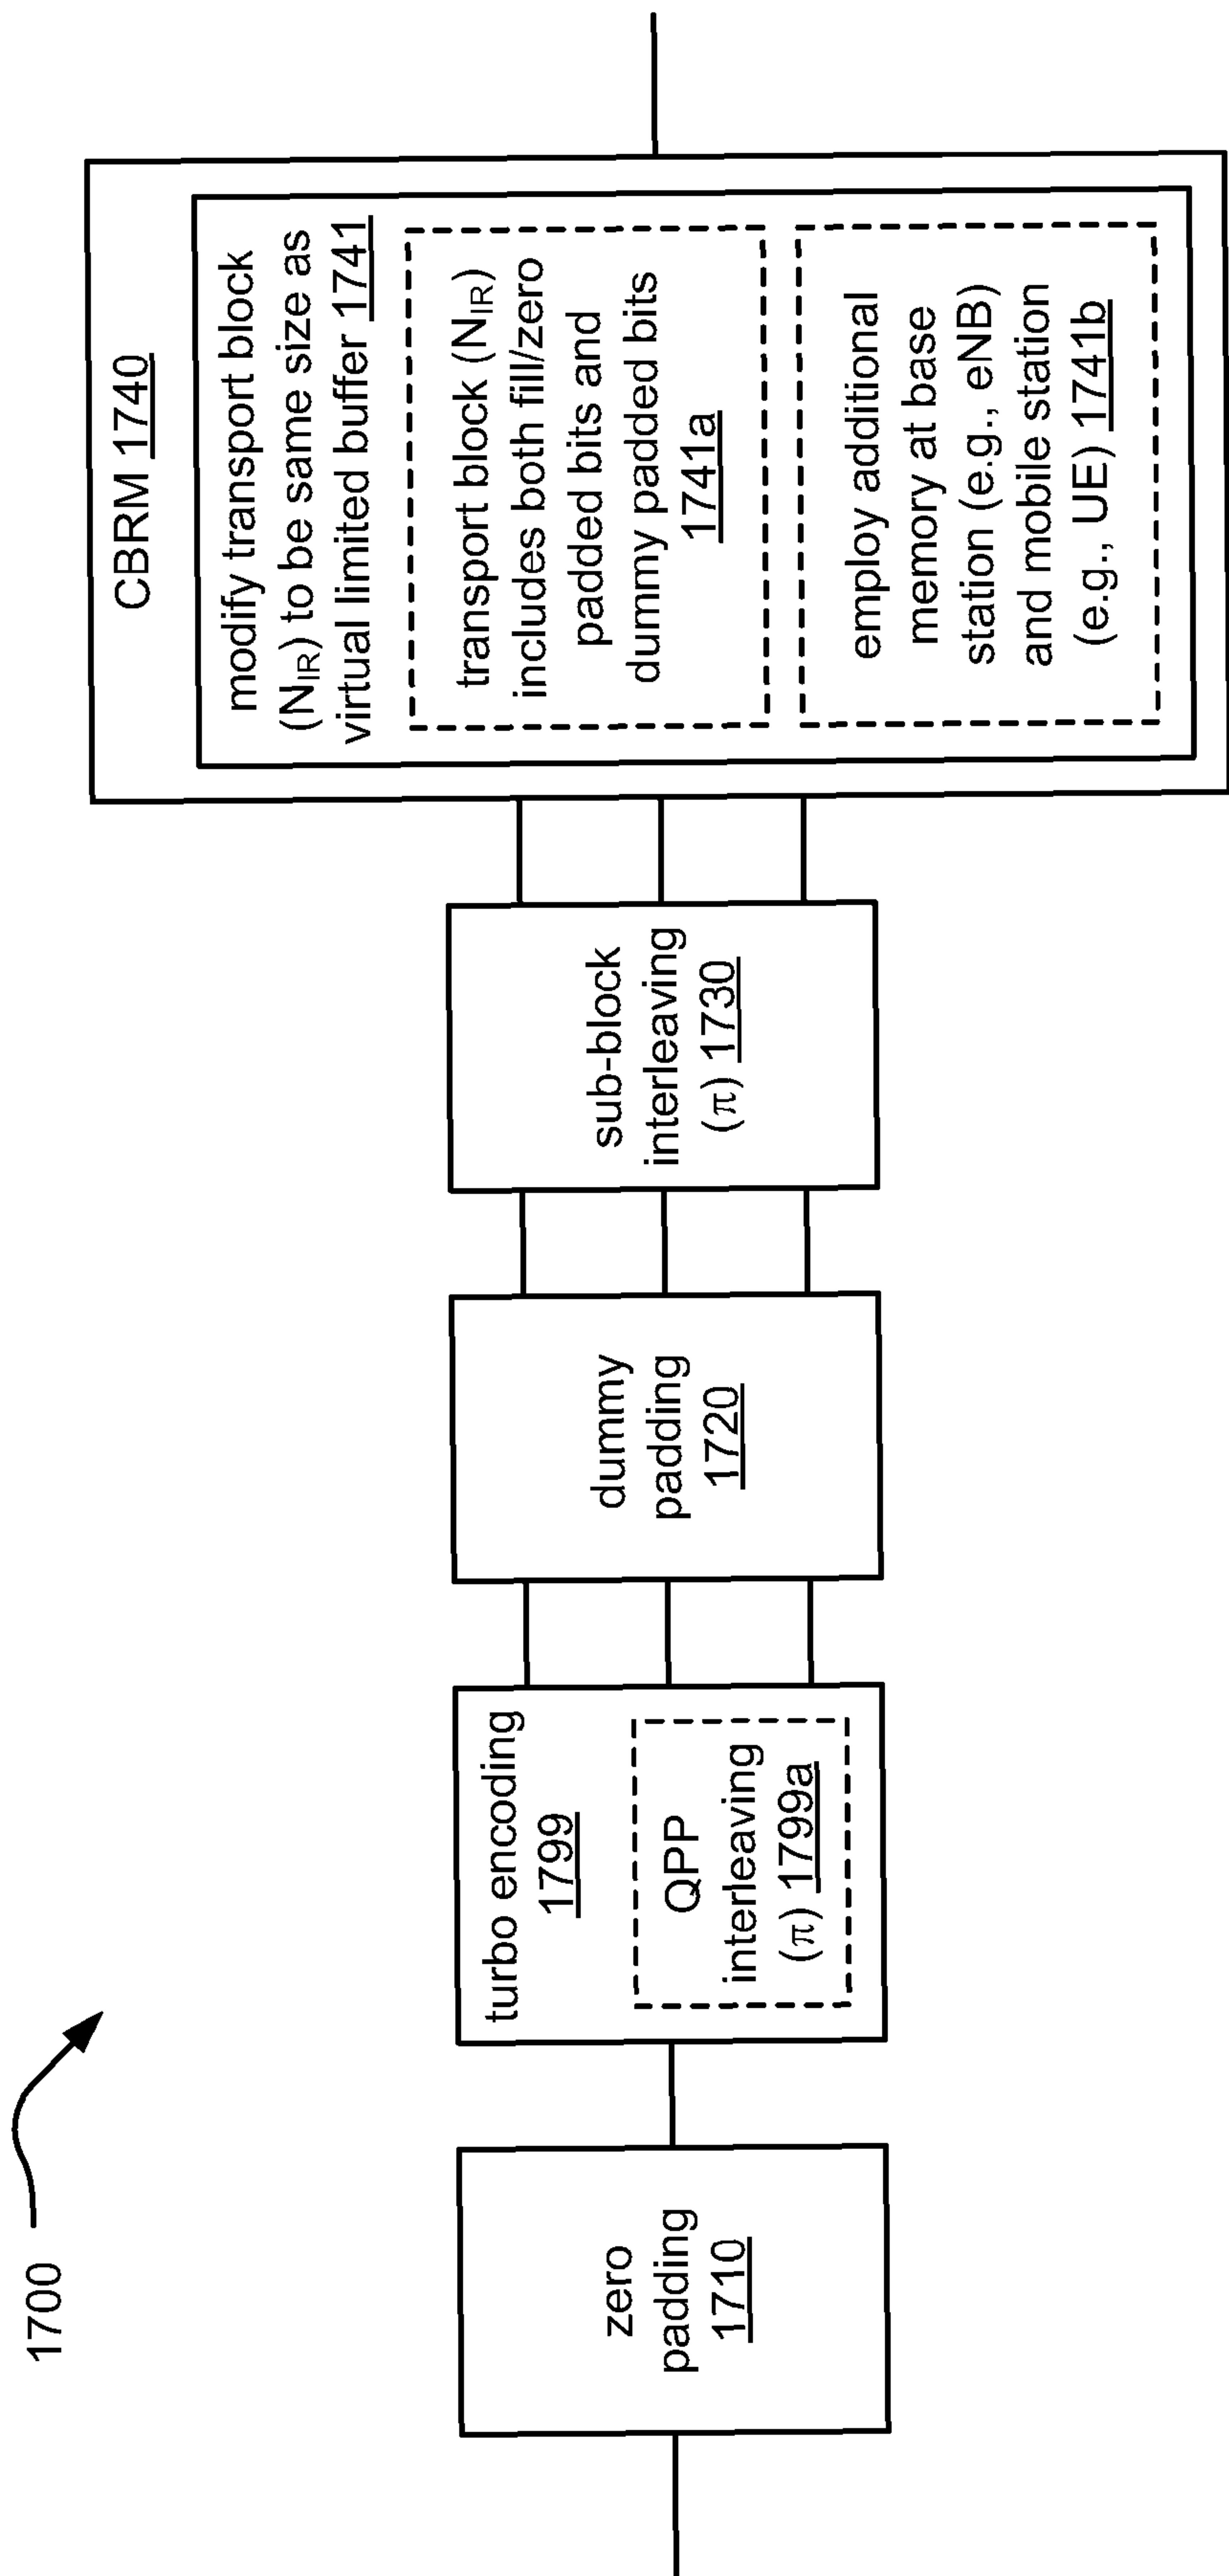 1700
zero
padding
1710
turbo encoding
1799
QPP
interleaving
(π) 1799a
dummy
padding
1720
sub-block
interleaving
(π) 1730
CBRM 1740
modify transport block
(NIR) to be same size as
virtual limited buffer 1741
transport block (NIR)
includes both fill/zero
padded bits and
dummy padded bits
1741a
employ additional
memory at base
station (e.g., eNB)
and mobile station
(e.g., UE) 1741b